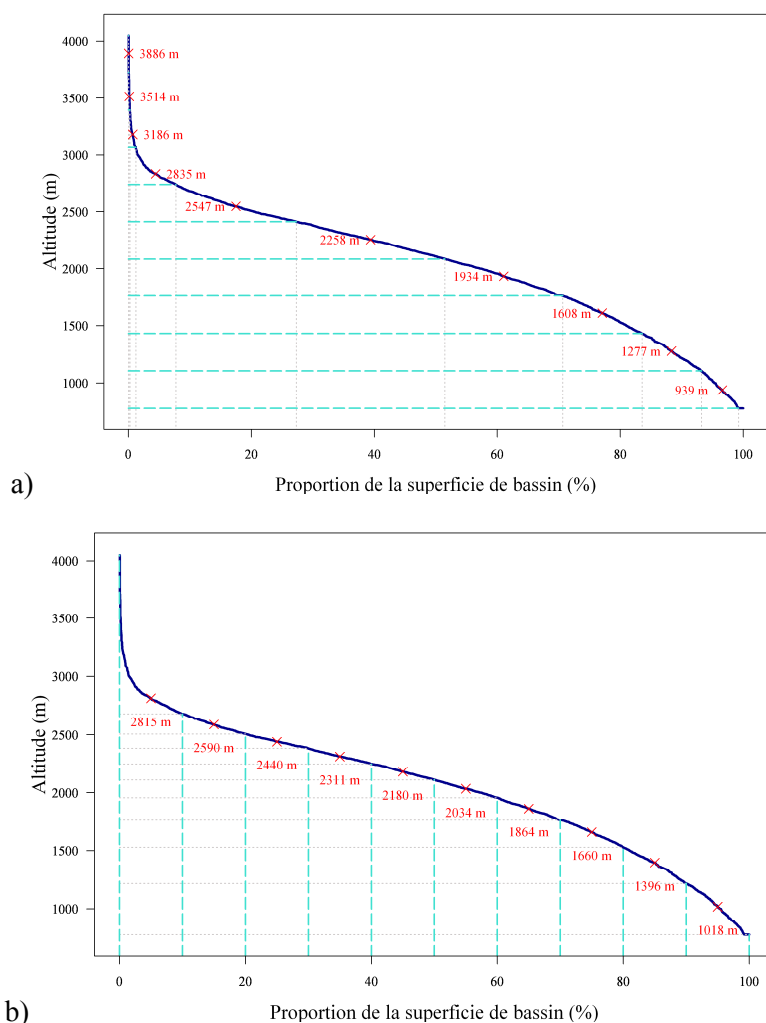 4000
3500
3000
2500
2000
1500
1000
Altitude (m)
3886 m
3514 m
3186 m
2835 m
2547 m
2258 m
1934 m
1608 m
1277 m
939 m
0 20 40 60 80 100
a) Proportion de la superficie de bassin (%)
4000
3500
3000
2500
2000
1500
1000
Altitude (m)
2815 m
2590 m
2440 m
2311 m
2180 m
2034 m
1864 m
1660 m
1396 m
1018 m
0 20 40 60 80 100
b) Proportion de la superficie de bassin (%)